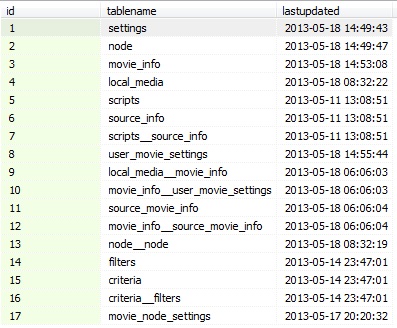 id tablename lastupdated
1 settings 2013-05-18 14:49:43
2 node 2013-05-18 14:49:47
3 movie_info 2013-05-18 14:53:08
4 local_media 2013-05-18 08:32:22
5 scripts 2013-05-11 13:08:51
6 source_info 2013-05-11 13:08:51
7 scripts__source_info 2013-05-11 13:08:51
8 user_movie_settings 2013-05-18 14:55:44
9 local_media__movie_info 2013-05-18 06:06:03
10 movie_info__user_movie_settings 2013-05-18 06:06:03
11 source_movie_info 2013-05-18 06:06:04
12 movie_info__source_movie_info 2013-05-18 06:06:04
13 node__node 2013-05-18 08:32:19
14 filters 2013-05-14 23:47:01
15 criteria 2013-05-14 23:47:01
16 criteria__filters 2013-05-14 23:47:01
17 movie_node_settings 2013-05-17 20:20:32